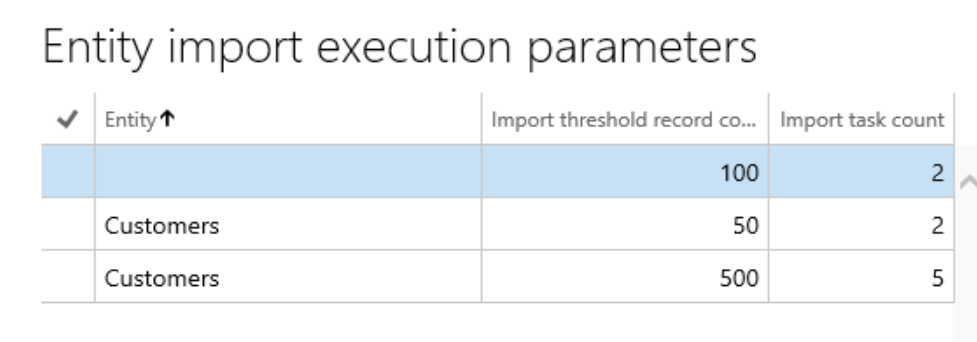 Entity import execution parameters
Entity Import threshold record co... Import task count
100 2
Customers 50 2
Customers 500 5